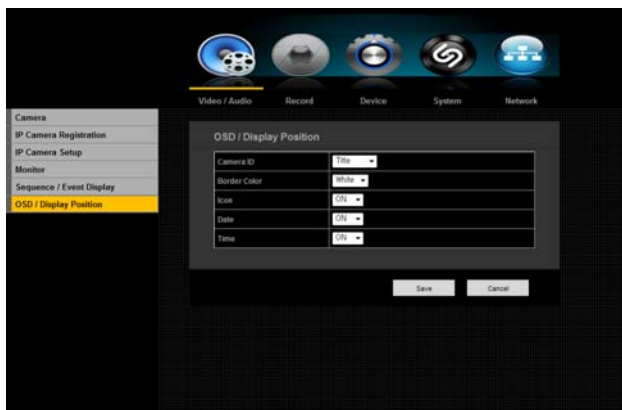 Video / Audio Record Device System Network
Camera
IP Camera Registration
IP Camera Setup
Monitor
Sequence / Event Display
OSD / Display Position
OSD / Display Position
Camera ID Title
Border Color White
Icon ON
Date ON
Time ON
Save Cancel